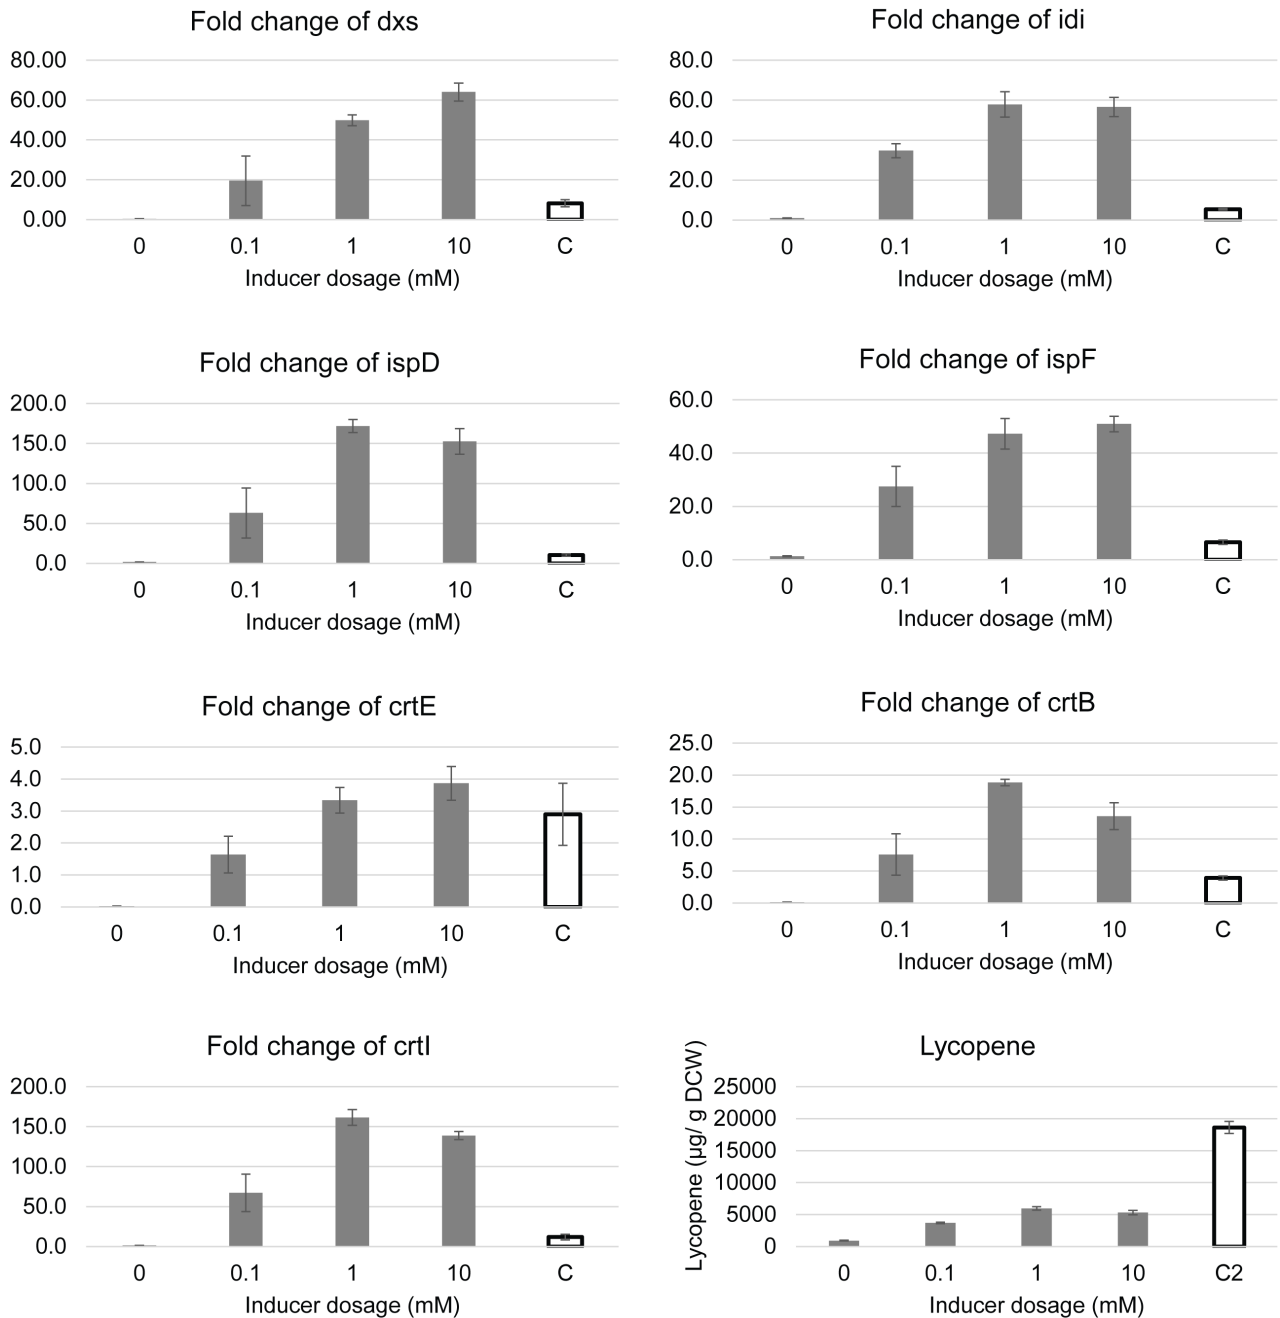 Fold change of dxs
80.00
60.00
40.00
20.00
0.00
0 0.1 1 10 C
Inducer dosage (mM)
Fold change of idi
80.0
60.0
40.0
20.0
0.0
0 0.1 1 10 C
Inducer dosage (mM)
Fold change of ispD
200.0
150.0
100.0
50.0
0.0
0 0.1 1 10 C
Inducer dosage (mM)
Fold change of ispF
60.0
40.0
20.0
0.0
0 0.1 1 10 C
Inducer dosage (mM)
Fold change of crtE
5.0
4.0
3.0
2.0
1.0
0.0
0 0.1 1 10 C
Inducer dosage (mM)
Fold change of crtB
25.0
20.0
15.0
10.0
5.0
0.0
0 0.1 1 10 C
Inducer dosage (mM)
Fold change of crtI
200.0
150.0
100.0
50.0
0.0
0 0.1 1 10 C
Inducer dosage (mM)
Lycopene
Lycopene (µg/ g DCW)
25000
20000
15000
10000
5000
0
0 0.1 1 10 C2
Inducer dosage (mM)